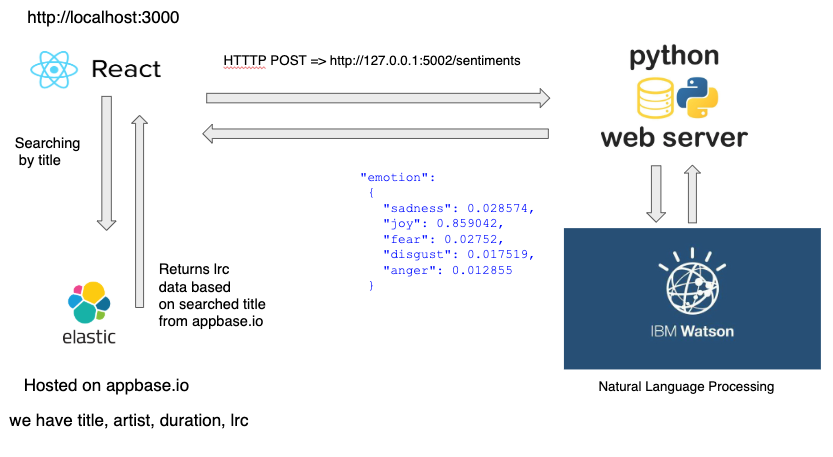 http://localhost:3000
React
HTTTP POST => http://127.0.0.1:5002/sentiments
python
web server
Searching
by title
"emotion":
{
"sadness": 0.028574,
"joy": 0.859042,
"fear": 0.02752,
"disgust": 0.017519,
"anger": 0.012855
}
Returns lrc
data based
on searched title
from appbase.io
elastic
IBM Watson
Hosted on appbase.io
Natural Language Processing
we have title, artist, duration, lrc